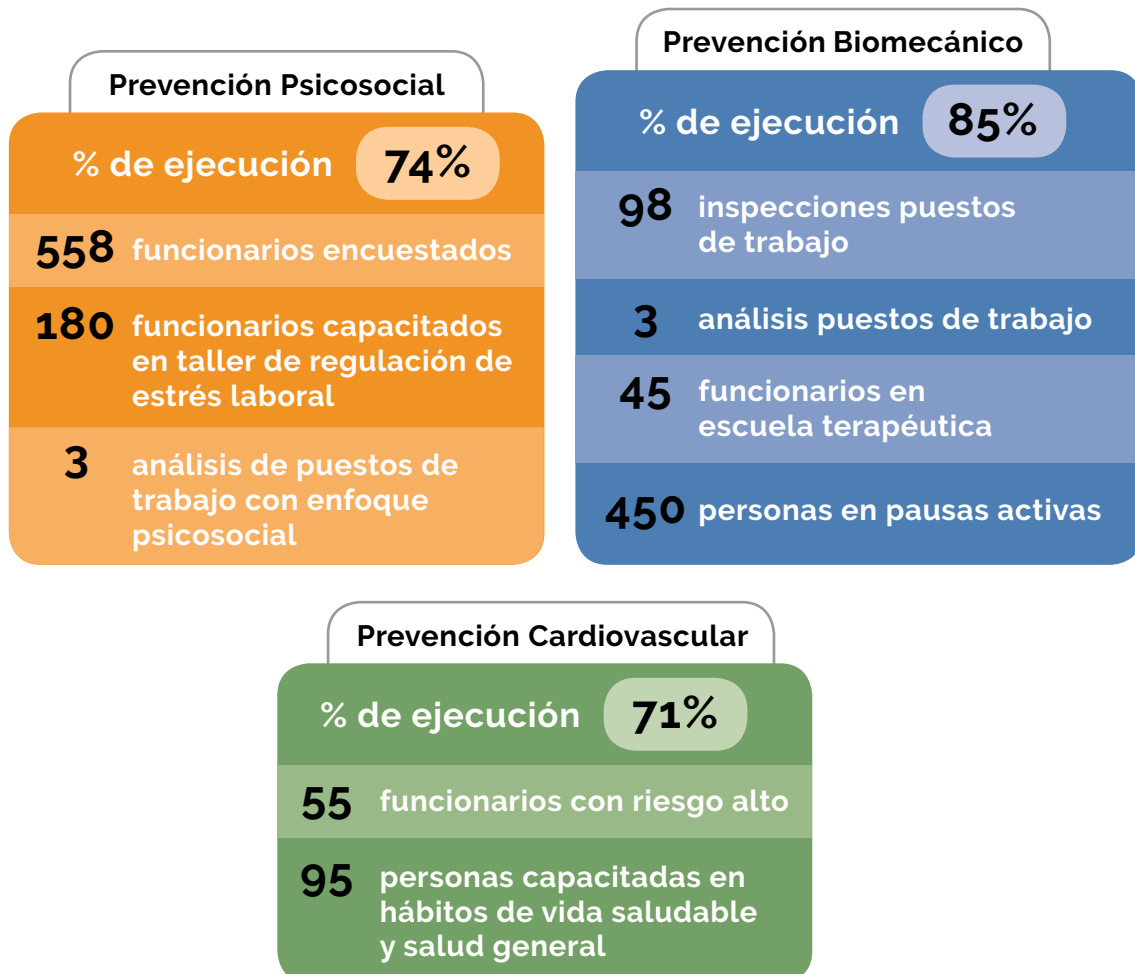 Prevención Psicosocial
% de ejecución 74%
558 funcionarios encuestados
180 funcionarios capacitados
en taller de regulación de
estrés laboral
3 análisis de puestos de
trabajo con enfoque
psicosocial
Prevención Biomecánico
% de ejecución 85%
98 inspecciones puestos
de trabajo
3 análisis puestos de trabajo
45 funcionarios en
escuela terapéutica
450 personas en pausas activas
Prevención Cardiovascular
% de ejecución 71%
55 funcionarios con riesgo alto
95 personas capacitadas en
hábitos de vida saludable
y salud general